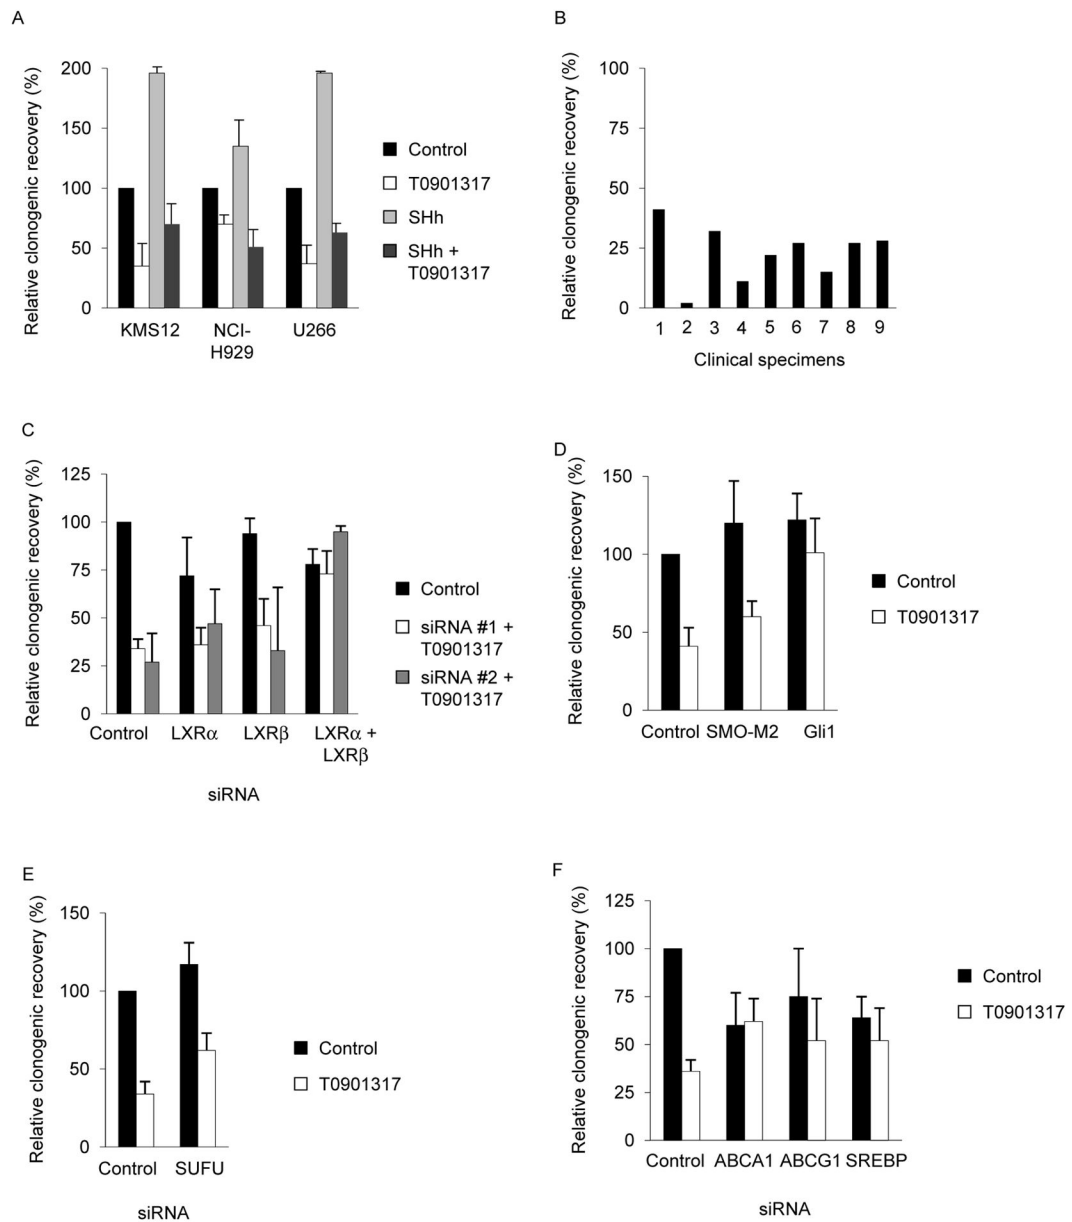 A
Relative clonogenic recovery (%)
200
150
100
50
0
KMS12
NCI-
H929
U266
Control
T0901317
SHh
SHh +
T0901317
B
Relative clonogenic recovery (%)
100
75
50
25
0
1 2 3 4 5 6 7 8 9
Clinical specimens
C
Relative clonogenic recovery (%)
125
100
75
50
25
0
Control LXRα LXRβ LXRα +
LXRβ
siRNA
Control
siRNA #1 +
T0901317
siRNA #2 +
T0901317
D
Relative clonogenic recovery (%)
150
100
50
0
Control SMO-M2 Gli1
Control
T0901317
E
Relative clonogenic recovery (%)
150
100
50
0
Control SUFU
siRNA
Control
T0901317
F
Relative clonogenic recovery (%)
125
100
75
50
25
0
Control ABCA1 ABCG1 SREBP
siRNA
Control
T0901317